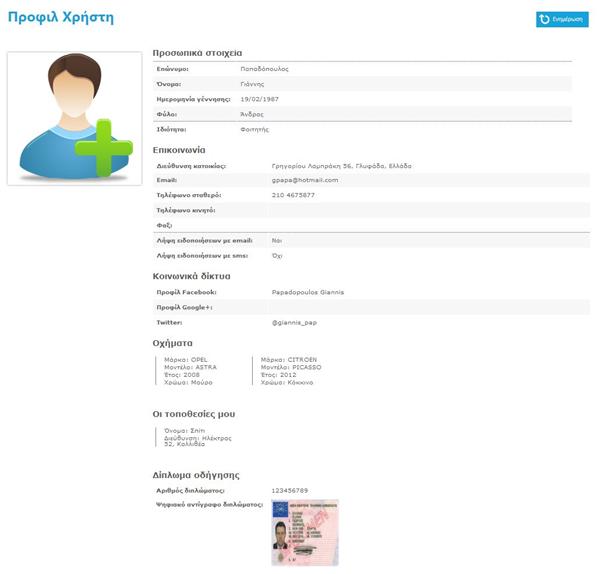 Προφιλ Χρήστη
Ενημέρωση
Προσωπικά στοιχεία
Επώνυμο: Παπαδόπουλος
Όνομα: Γιάννης
Ημερομηνία γέννησης: 19/02/1987
Φύλο: Άνδρας
Ιδιότητα: Φοιτητής
Επικοινωνία
Διεύθυνση κατοικίας: Γρηγορίου Λαμπράκη 56, Γλυφάδα, Ελλάδα
Email: gpapa@hotmail.com
Τηλέφωνο σταθερό: 210 4675877
Τηλέφωνο κινητό:
Φαξ:
Λήψη ειδοποιήσεων με email: Ναι
Λήψη ειδοποιήσεων με sms: Όχι
Κοινωνικά δίκτυα
Προφίλ Facebook: Papadopoulos Giannis
Προφίλ Google+:
Twitter: @giannis_pap
Οχήματα
Μάρκα: OPEL
Μοντέλο: ASTRA
Έτος: 2008
Χρώμα: Μαύρο
Μάρκα: CITROEN
Μοντέλο: PICASSO
Έτος: 2012
Χρώμα: Κόκκινο
Οι τοποθεσίες μου
Όνομα: Σπίτι
Διεύθυνση: Ηλέκτρας
52, Καλλιθέα
Δίπλωμα οδήγησης
Αριθμός διπλώματος: 123456789
Ψηφιακό αντίγραφο διπλώματος: